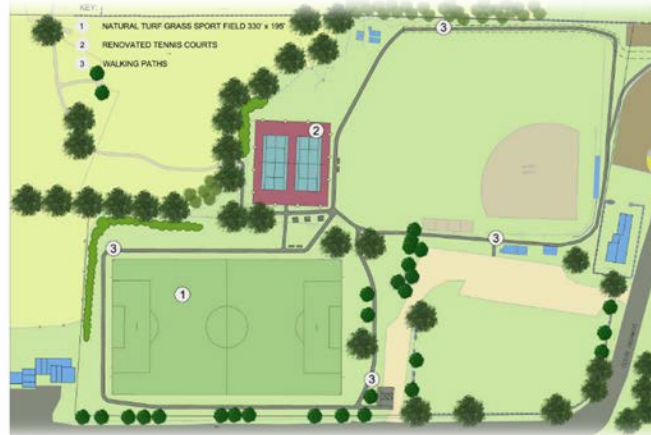 KEY:
1 NATURAL TURF GRASS SPORT FIELD 330' x 195'
2 RENOVATED TENNIS COURTS
3 WALKING PATHS
3
2
3
3
1
3